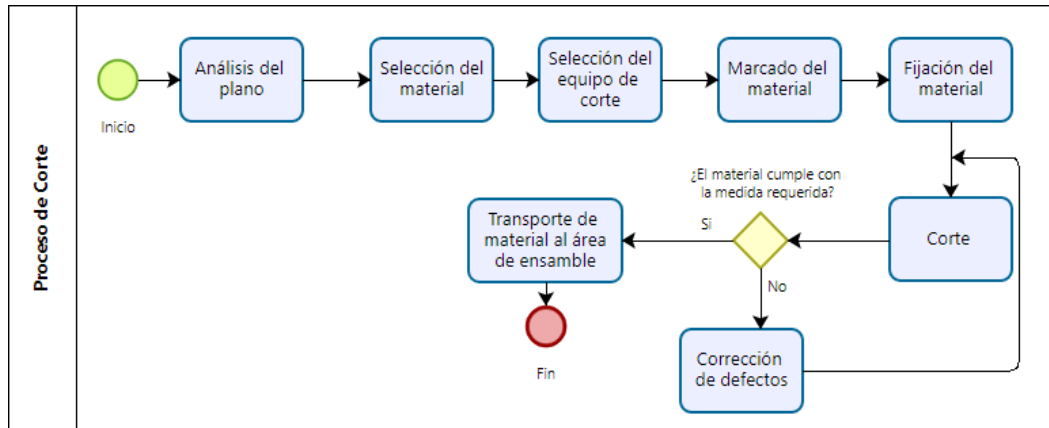 Proceso de Corte
Inicio
Análisis del
plano
Selección del
material
Selección del
equipo de
corte
Marcado del
material
Fijación del
material
Corte
¿El material cumple con
la medida requerida?
Si
Transporte de
material al área
de ensamble
Fin
No
Corrección
de defectos